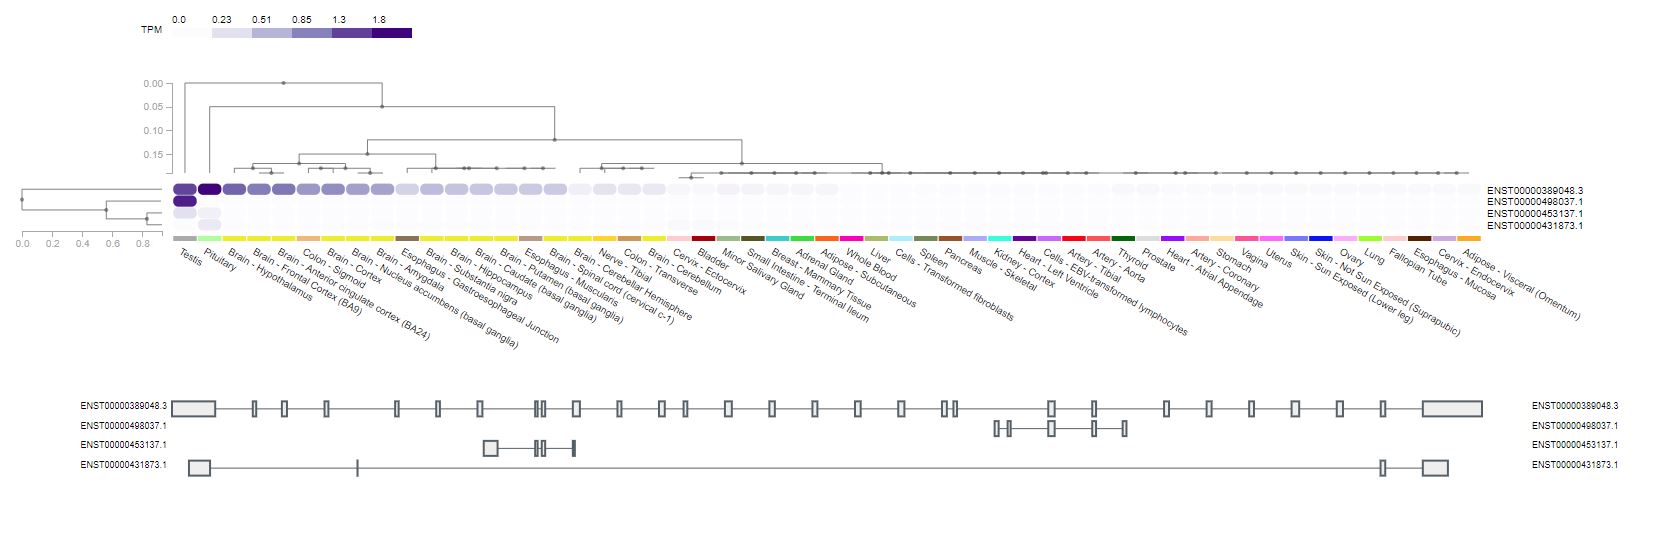 0.0 0.23 0.51 0.85 1.3 1.8
TPM
0.00
0.05
0.10
0.15
ENST00000389048.3
ENST00000498037.1
ENST00000453137.1
ENST00000431873.1
0.0 0.2 0.4 0.6 0.8
Testis
Pituitary
Brain - Hypothalamus
Brain - Frontal Cortex (BA9)
Brain - Anterior cingulate cortex (BA24)
Colon - Sigmoid
Brain - Cortex
Brain - Nucleus accumbens (basal ganglia)
Brain - Amygdala
Esophagus - Gastroesophageal Junction
Brain - Substantia nigra
Brain - Hippocampus
Brain - Caudate (basal ganglia)
Brain - Putamen (basal ganglia)
Esophagus - Muscularis
Brain - Spinal cord (cervical c-1)
Brain - Cerebellar Hemisphere
Nerve - Tibial
Colon - Transverse
Brain - Cerebellum
Cervix - Ectocervix
Bladder
Minor Salivary Gland
Small Intestine - Terminal Ileum
Breast - Mammary Tissue
Adrenal Gland
Adipose - Subcutaneous
Whole Blood
Liver
Cells - Transformed fibroblasts
Spleen
Pancreas
Muscle - Skeletal
Kidney - Cortex
Heart - Left Ventricle
Cells - EBV-transformed lymphocytes
Artery - Tibial
Artery - Aorta
Thyroid
Prostate
Heart - Atrial Appendage
Artery - Coronary
Stomach
Vagina
Uterus
Skin - Sun Exposed (Lower leg)
Skin - Not Sun Exposed (Suprapubic)
Ovary
Lung
Fallopian Tube
Esophagus - Mucosa
Cervix - Endocervix
Adipose - Visceral (Omentum)
ENST00000389048.3 ENST00000389048.3
ENST00000498037.1 ENST00000498037.1
ENST00000453137.1 ENST00000453137.1
ENST00000431873.1 ENST00000431873.1